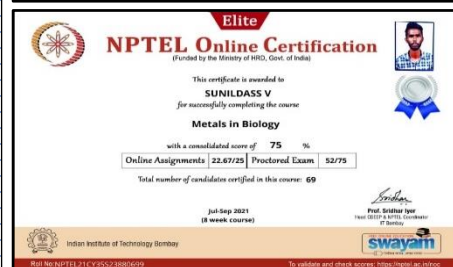 Elite
NPTEL Online Certification
(Funded by the Ministry of HRD, Govt. of India)
This certificate is awarded to
SUNILDASS V
for successfully completing the course
Metals in Biology
with a consolidated score of 75 %
Online Assignments 22.67/25 Proctored Exam 52/75
Total number of candidates certified in this course: 69
Jul-Sep 2021
(8 week course)
Prof. Sridhar Iyer
Head CDEEP & NPTEL Coordinator
IIT Bombay
Indian Institute of Technology Bombay
swayam
Roll No:NPTEL21CY35S23880699
To validate and check scores: https://nptel.ac.in/noc